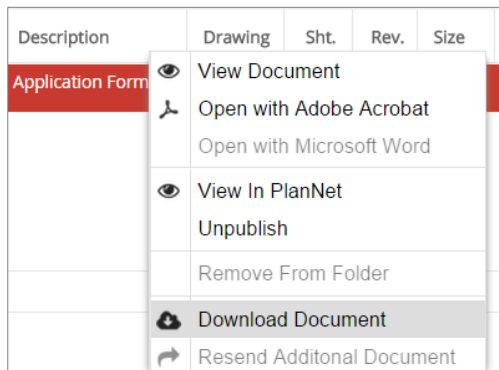 Description Drawing Sht. Rev. Size
Application Form
View Document
Open with Adobe Acrobat
Open with Microsoft Word
View In PlanNet
Unpublish
Remove From Folder
Download Document
Resend Additonal Document